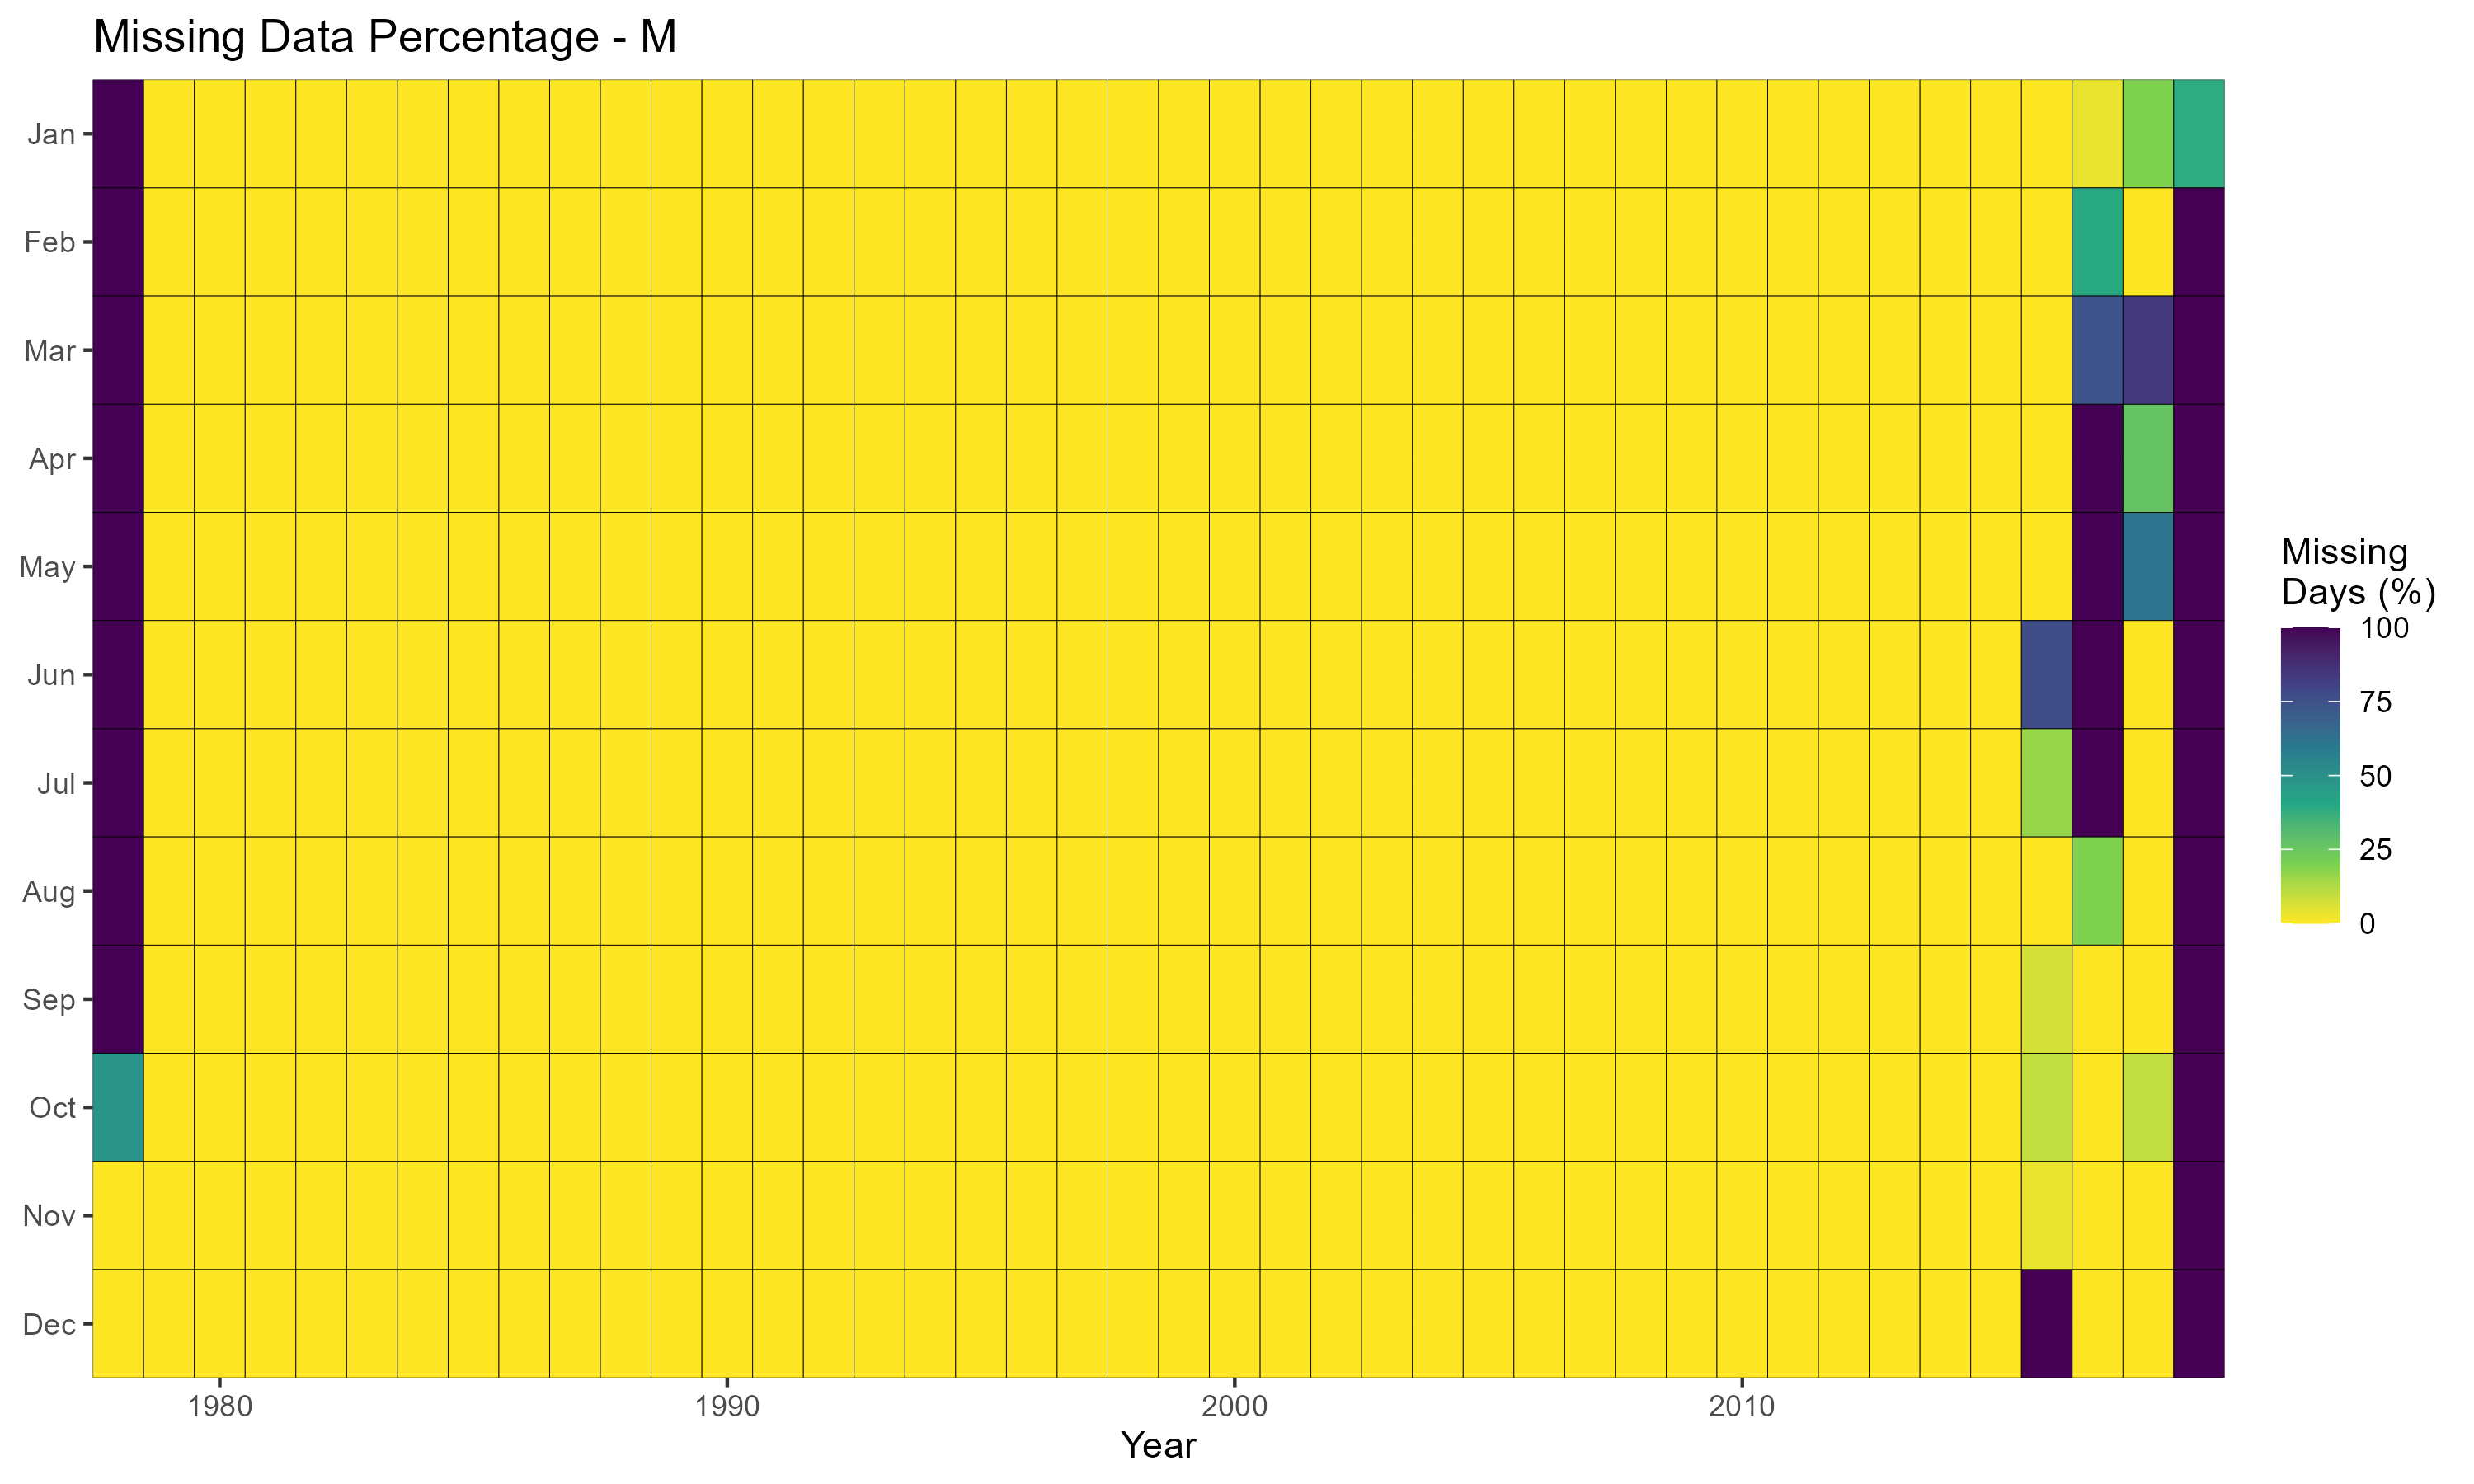 Missing Data Percentage - M
Jan
Feb
Mar
Apr
May
Jun
Jul
Aug
Sep
Oct
Nov
Dec
1980 1990 2000 2010
Year
Missing
Days (%)
100
75
50
25
0